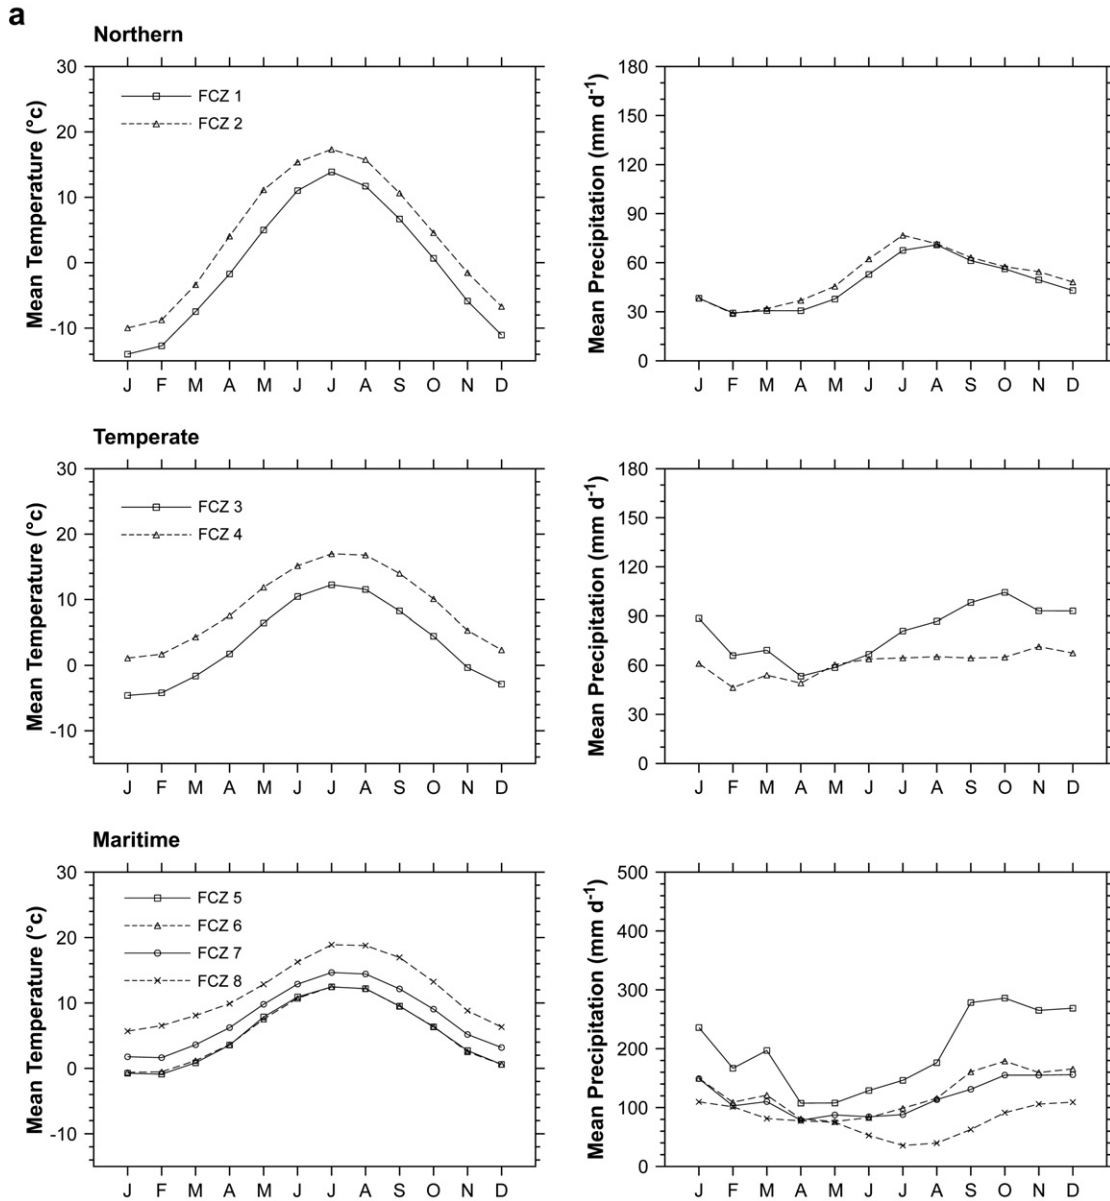 a
Northern
Mean Temperature (°c)
30
20
10
0
-10
FCZ 1
FCZ 2
J F M A M J J A S O N D
Mean Precipitation (mm d⁻¹)
180
150
120
90
60
30
0
J F M A M J J A S O N D
Temperate
Mean Temperature (°c)
30
20
10
0
-10
FCZ 3
FCZ 4
J F M A M J J A S O N D
Mean Precipitation (mm d⁻¹)
180
150
120
90
60
30
0
J F M A M J J A S O N D
Maritime
Mean Temperature (°c)
30
20
10
0
-10
FCZ 5
FCZ 6
FCZ 7
FCZ 8
J F M A M J J A S O N D
Mean Precipitation (mm d⁻¹)
500
400
300
200
100
0
J F M A M J J A S O N D